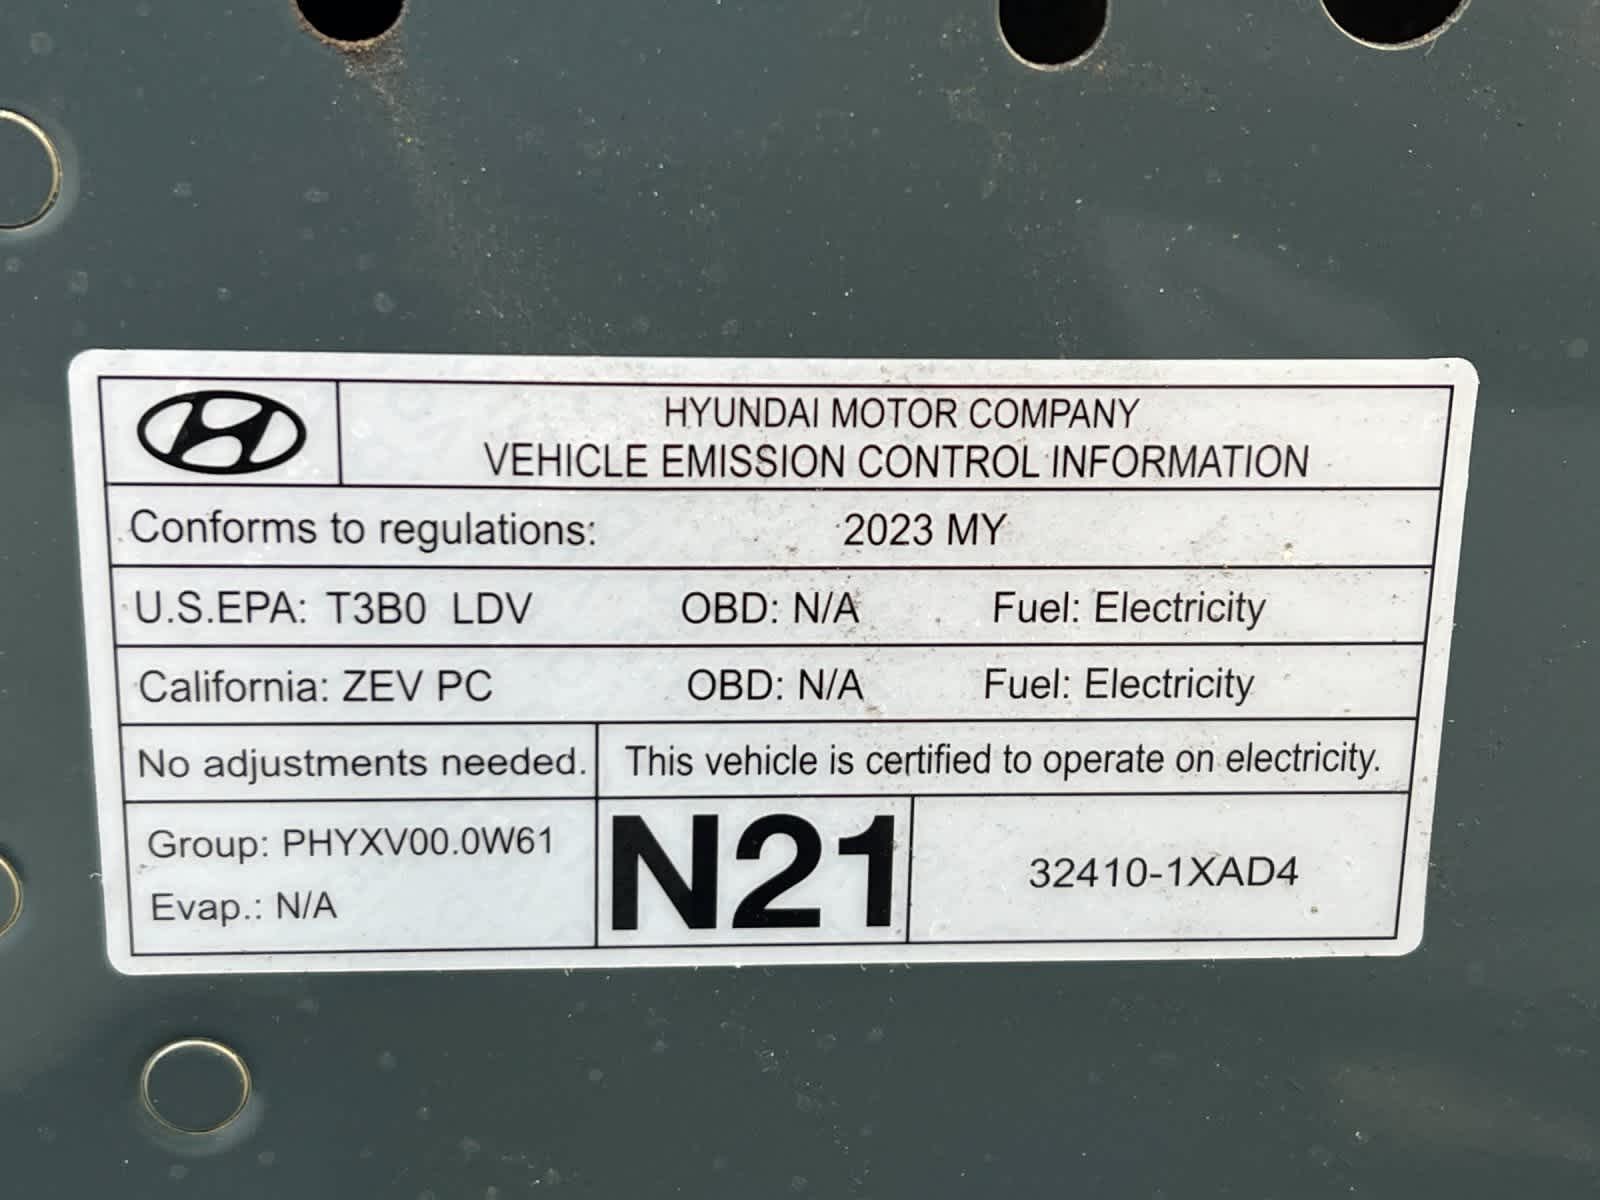 HYUNDAI MOTOR COMPANY
VEHICLE EMISSION CONTROL INFORMATION
Conforms to regulations: 2023 MY
U.S.EPA: T3B0 LDV OBD: N/A Fuel: Electricity
California: ZEV PC OBD: N/A Fuel: Electricity
No adjustments needed. This vehicle is certified to operate on electricity.
Group: PHYXV00.0W61
Evap.: N/A
N21
32410-1XAD4